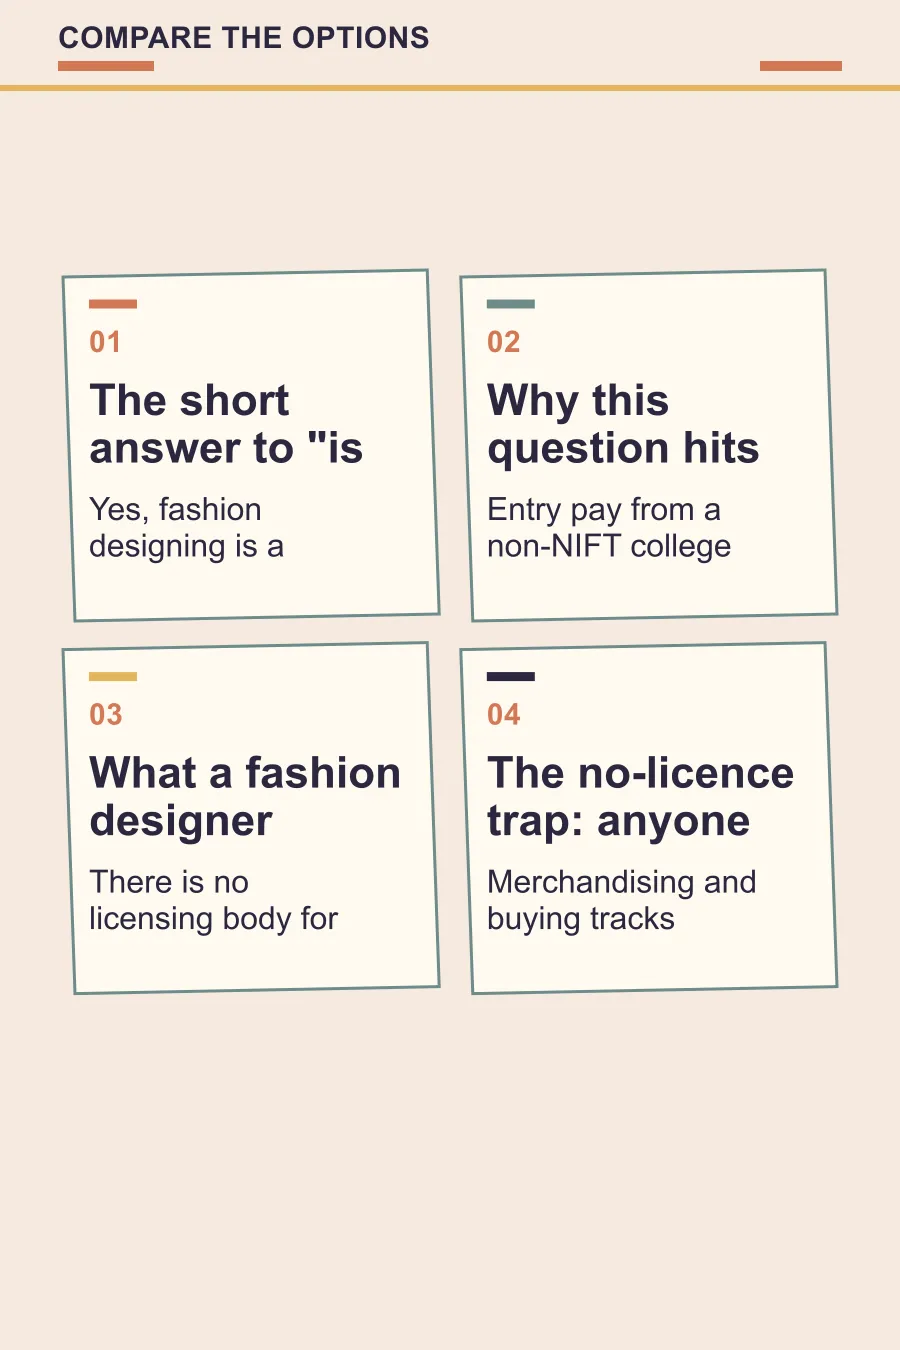 COMPARE THE OPTIONS
01
The short
answer to "is
Yes, fashion
designing is a
02
Why this
question hits
Entry pay from a
non-NIFT college
03
What a fashion
designer
There is no
licensing body for
04
The no-licence
trap: anyone
Merchandising and
buying tracks